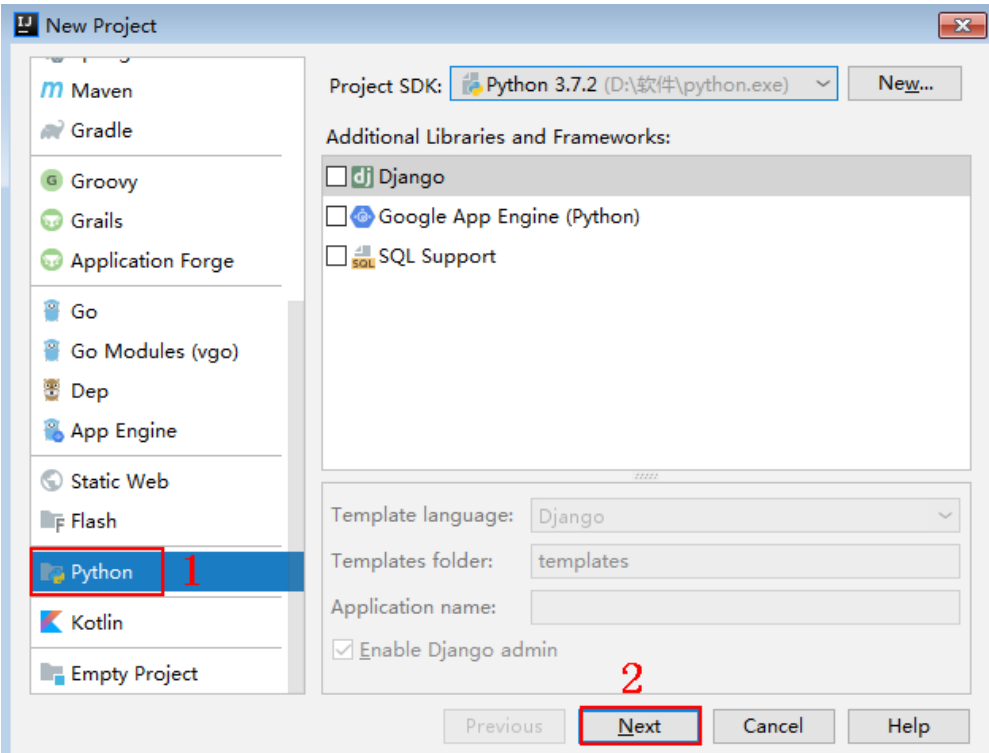 New Project
Maven
Gradle
Groovy
Grails
Application Forge
Go
Go Modules (vgo)
Dep
App Engine
Static Web
Flash
Python 1
Kotlin
Empty Project
Project SDK: Python 3.7.2 (D:\软件\python.exe) New...
Additional Libraries and Frameworks:
Django
Google App Engine (Python)
SQL Support
Template language: Django
Templates folder: templates
Application name:
Enable Django admin
2
Previous Next Cancel Help